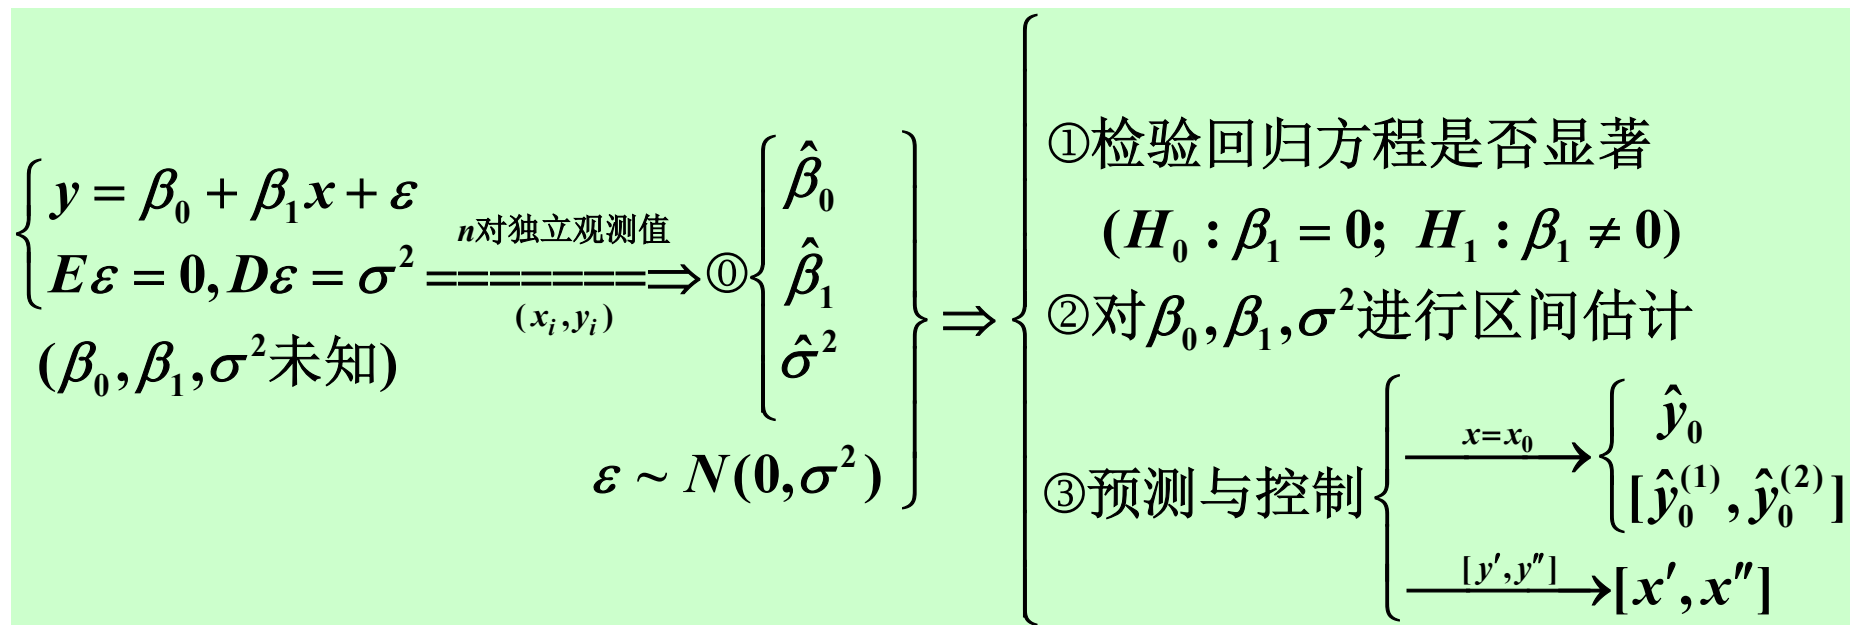 y = β₀ + β₁x + ε
Eε = 0, Dε = σ²
(β₀, β₁, σ²未知)
n对独立观测值
(xᵢ, yᵢ)
⇒
⓪
β̂₀
β̂₁
σ̂²
ε ~ N(0, σ²)
⇒
①检验回归方程是否显著
(H₀ : β₁ = 0; H₁ : β₁ ≠ 0)
②对β₀, β₁, σ²进行区间估计
③预测与控制
x=x₀
ŷ₀
[ŷ₀⁽¹⁾, ŷ₀⁽²⁾]
[y′, y″]
[x′, x″]